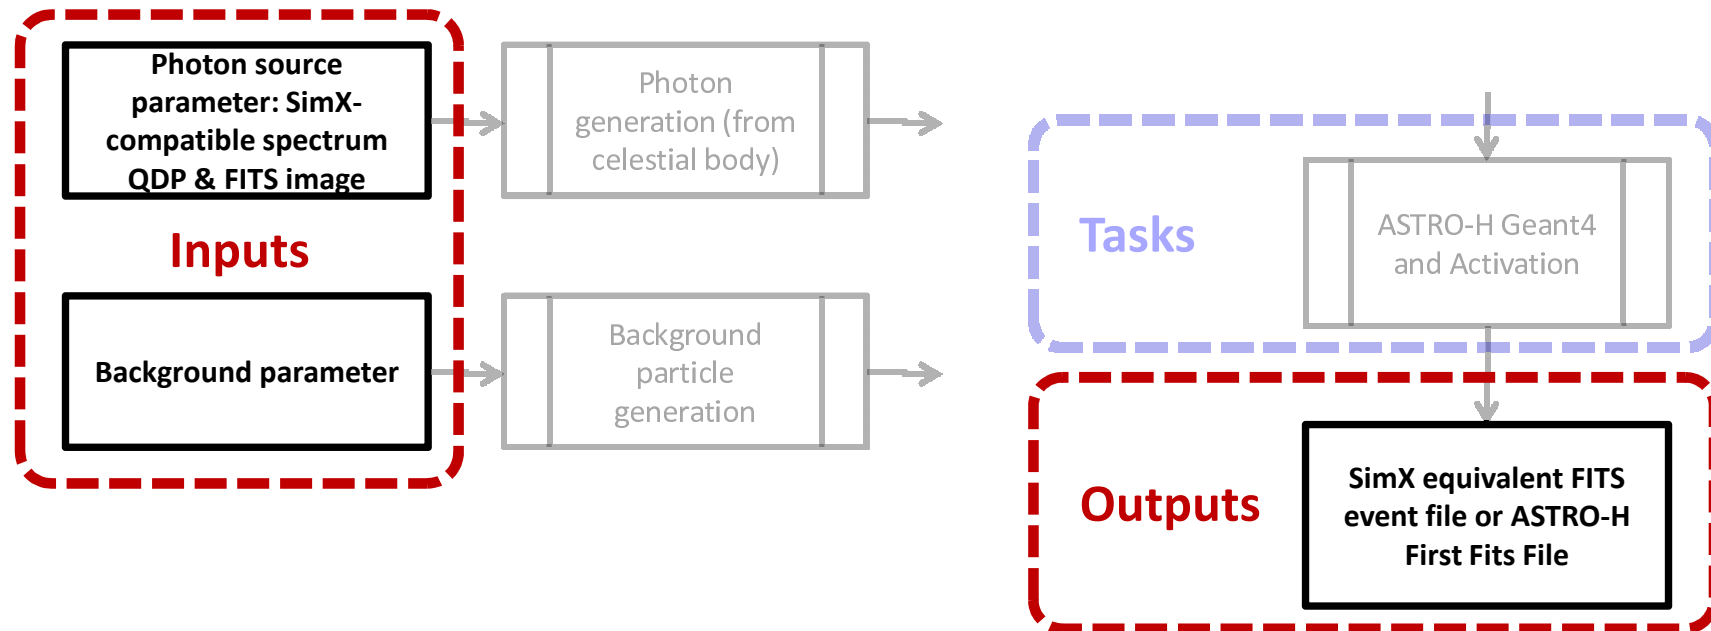 Photon source
parameter: SimX-
compatible spectrum
QDP & FITS image
Inputs
Background parameter
Photon
generation (from
celestial body)
Background
particle
generation
Tasks
ASTRO-H Geant4
and Activation
Outputs
SimX equivalent FITS
event file or ASTRO-H
First Fits File